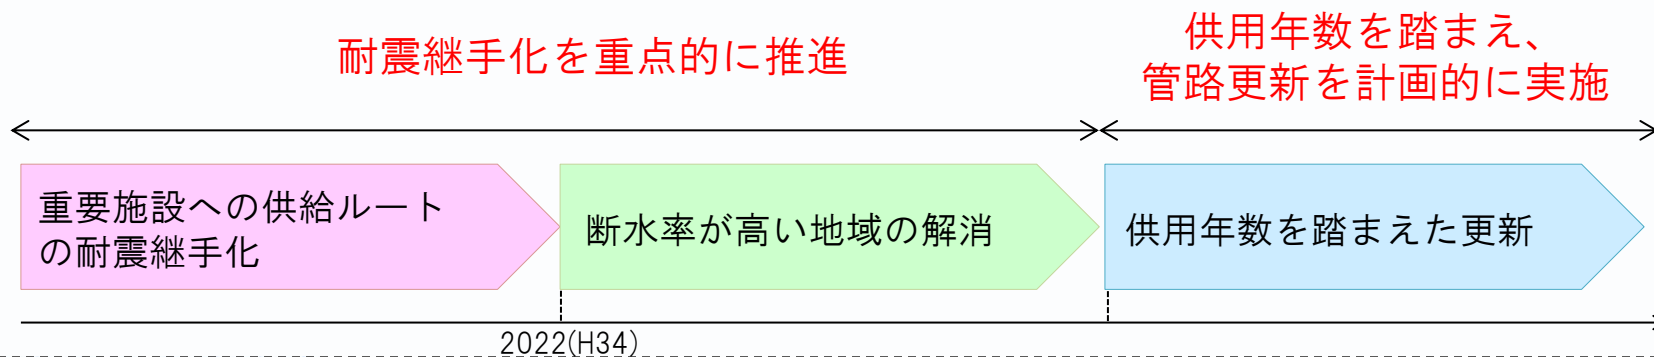 耐震継手化を重点的に推進
供用年数を踏まえ、
管路更新を計画的に実施
重要施設への供給ルート
の耐震継手化
断水率が高い地域の解消
供用年数を踏まえた更新
2022(H34)